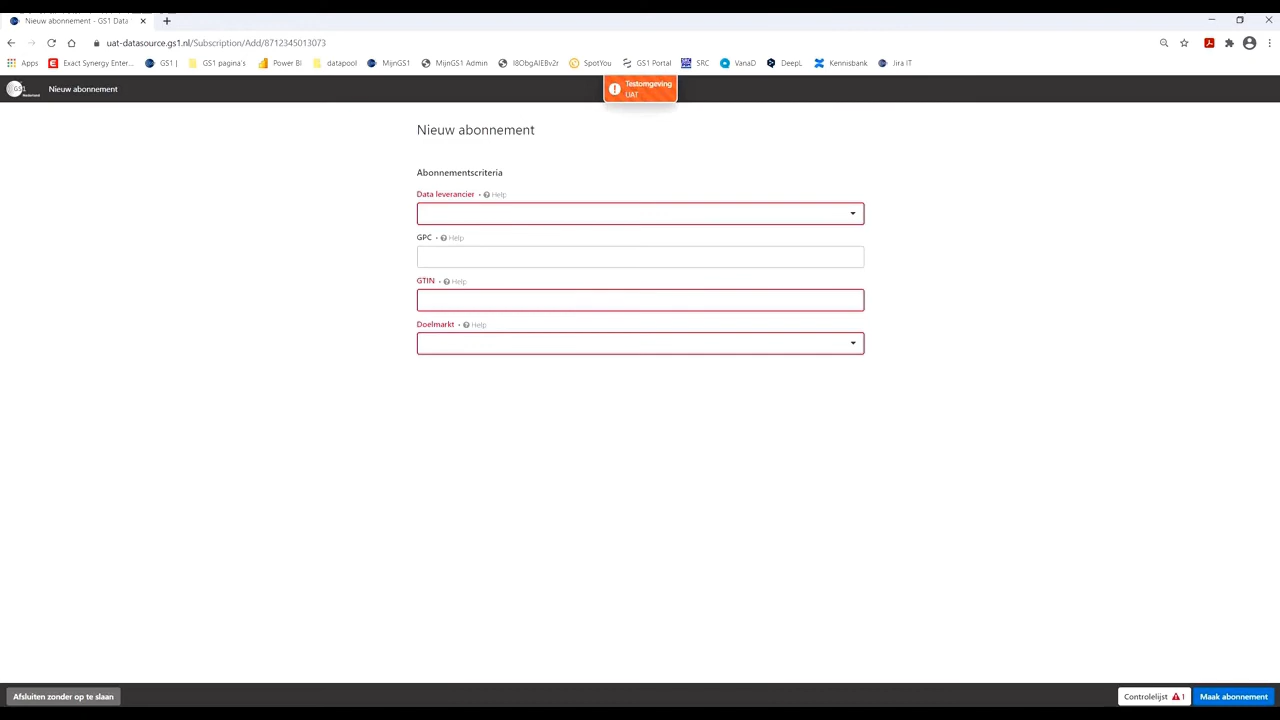 Nieuw abonnement - GS1 Data
uat-datasource.gs1.nl/Subscription/Add/8712345013073
Apps Exact Synergy Enter... GS1 | GS1 pagina's Power BI datapool MijnGS1 MijnGS1 Admin I8ObgAIEBv2r SpotYou GS1 Portal SRC VanaD DeepL Kennisbank Jira IT
GS1 Nederland Nieuw abonnement
Testomgeving
UAT
Nieuw abonnement
Abonnementscriteria
Data leverancier • Help
GPC • Help
GTIN • Help
Doelmarkt • Help
Afsluiten zonder op te slaan Controlelijst 1 Maak abonnement